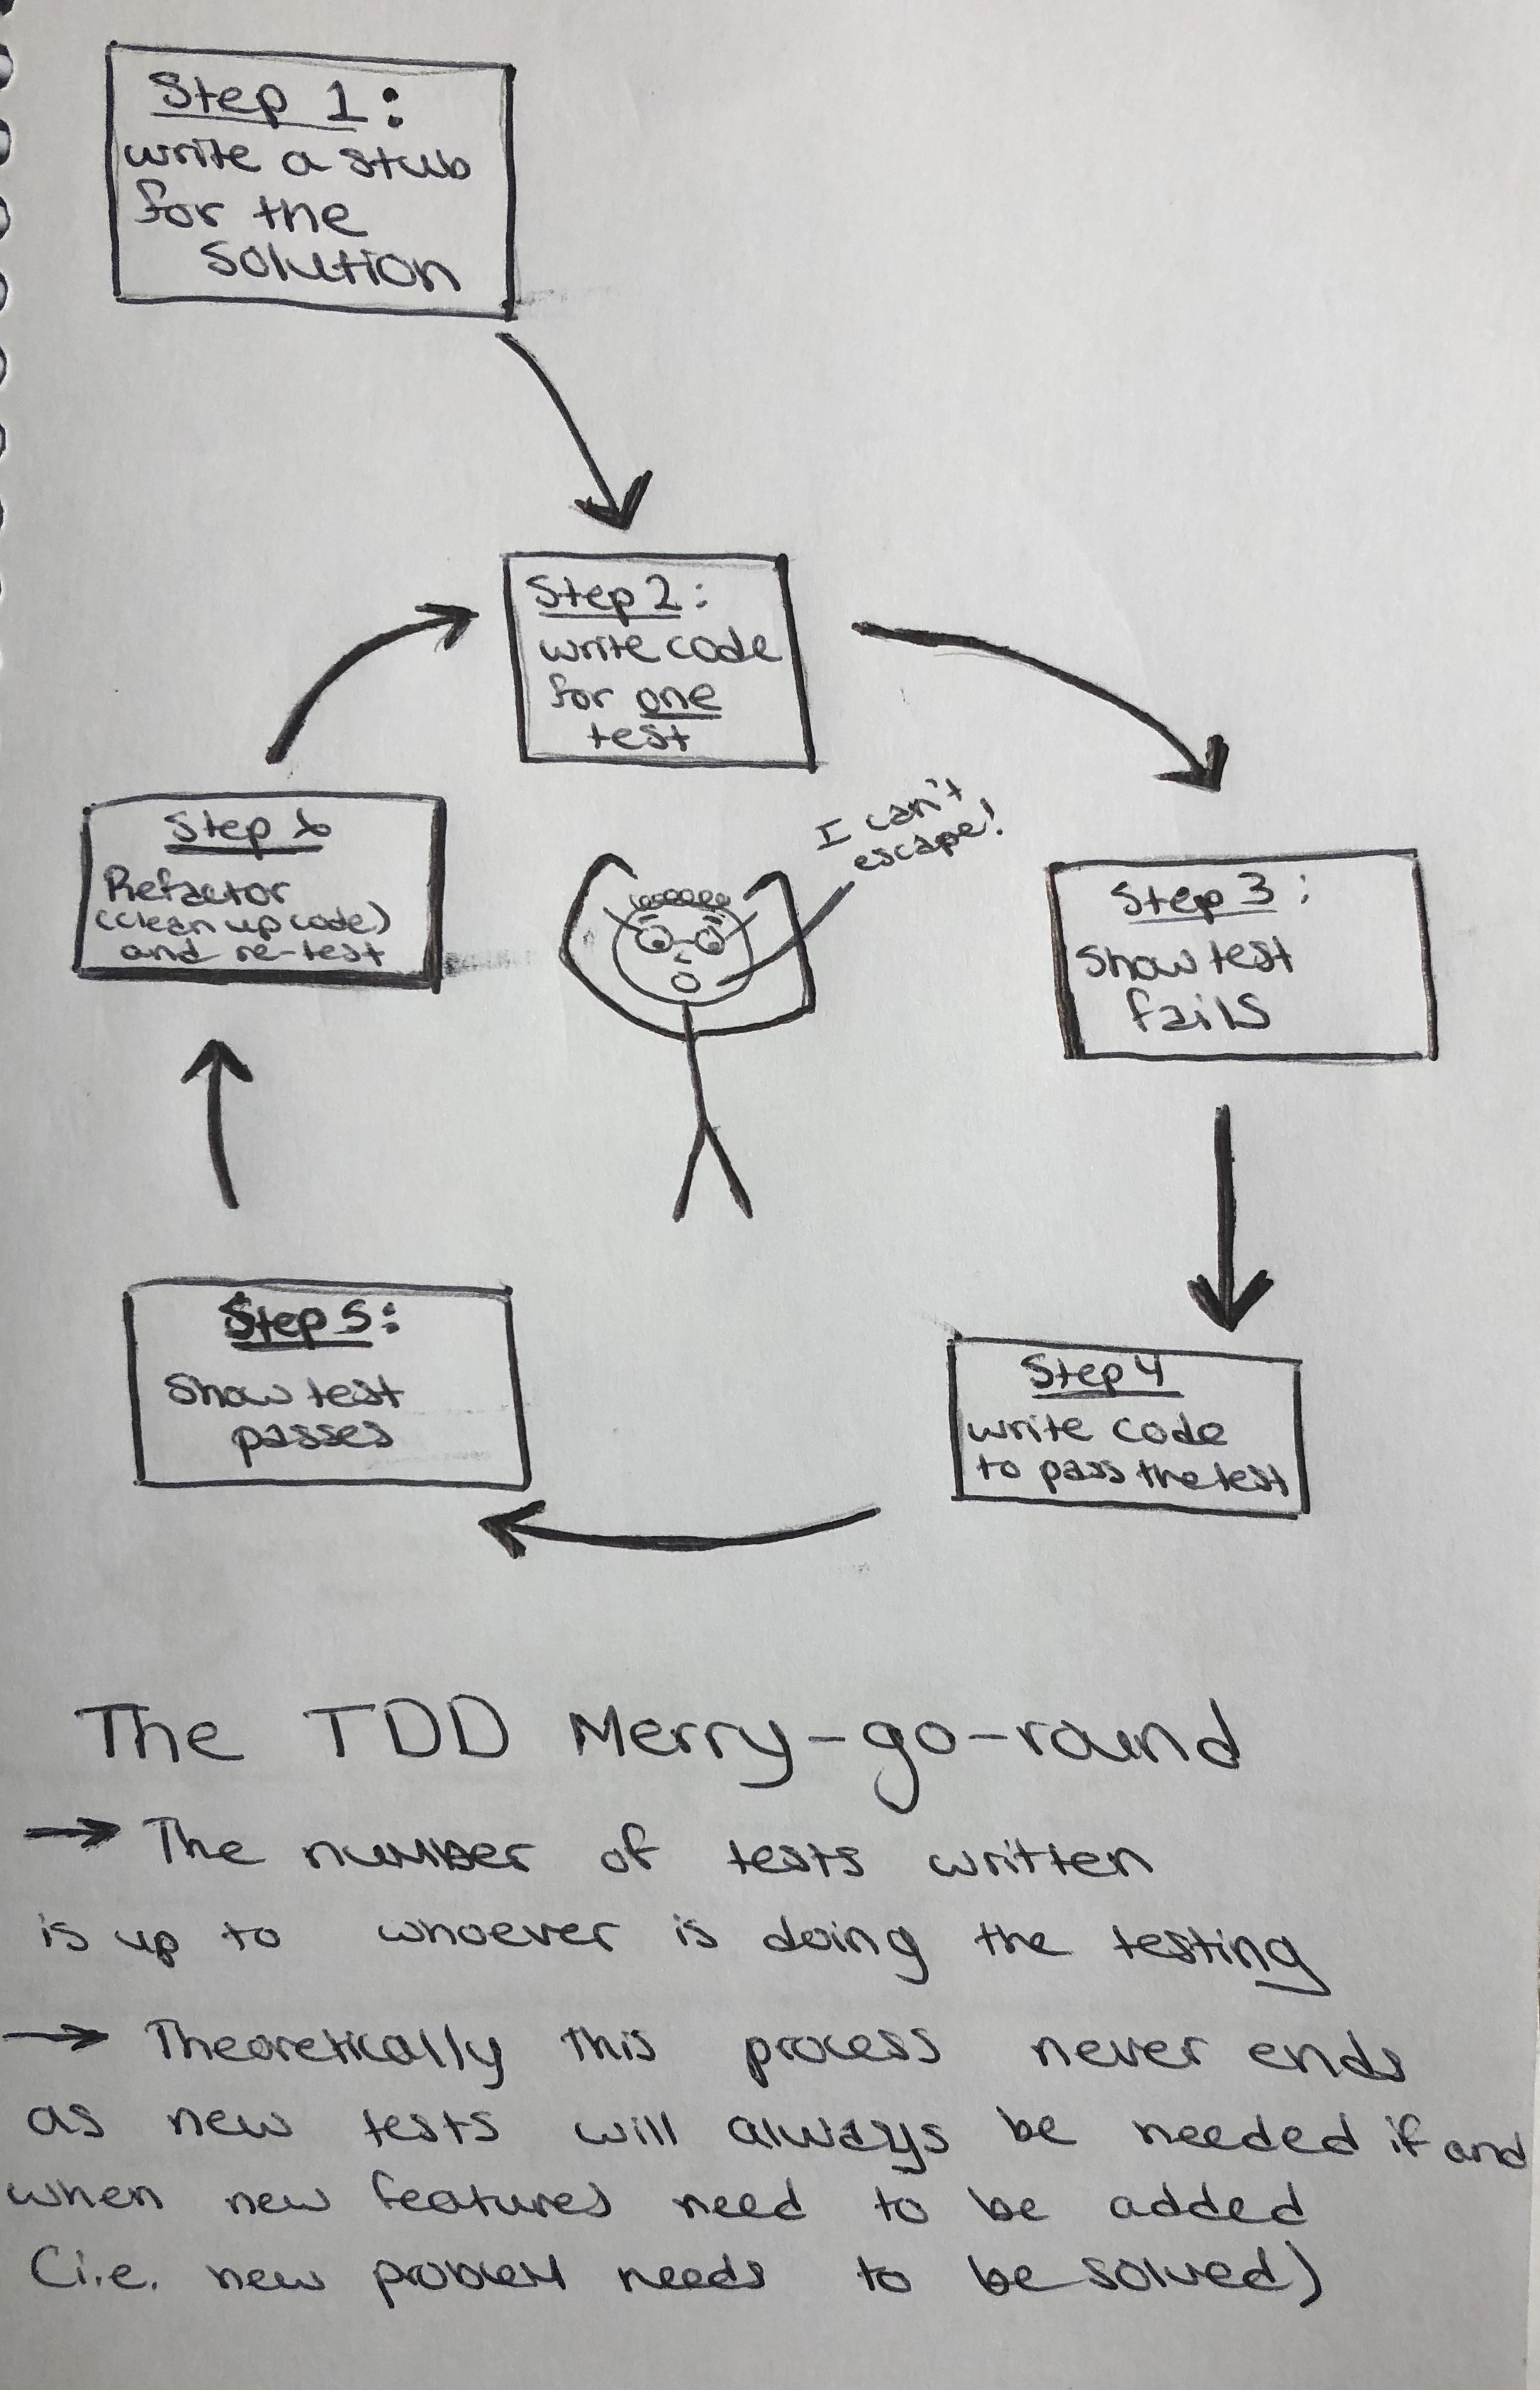 Step 1:
write a stub
for the
solution
Step 2:
write code
for one
test
Step 6
Refactor
(clean up code)
and re-test
I can't
escape!
Step 3:
Show test
fails
Step 5:
Show test
passes
Step 4
write code
to pass the test
The TDD Merry-go-round
→ The number of tests written
is up to whoever is doing the testing
→ Theoretically this process never ends
as new tests will always be needed if and
when new features need to be added
(i.e. new problem needs to be solved)